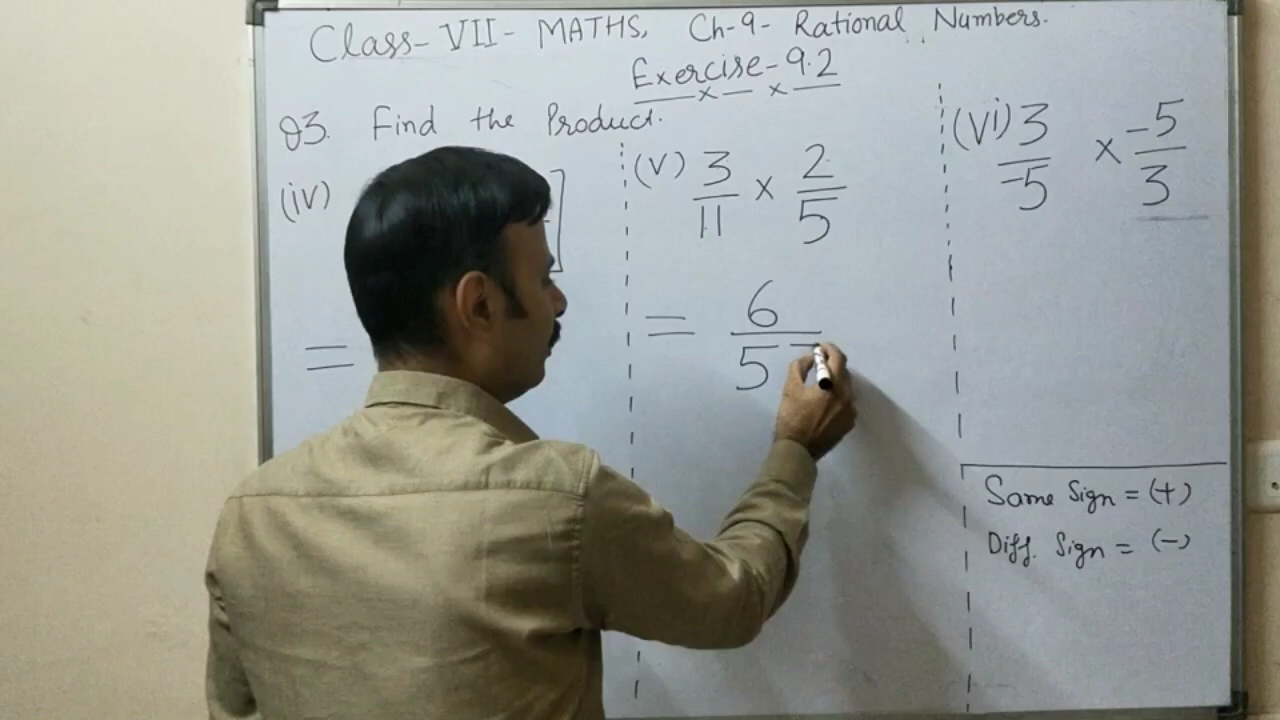 Class-VII- MATHS, Ch-9- Rational Numbers.
Exercise-9.2
Q3. Find the Product.
(iv)
=
(v) 3/11 × 2/5
= 6/55
(vi) 3/-5 × -5/3
Same Sign = (+)
Diff. Sign = (-)